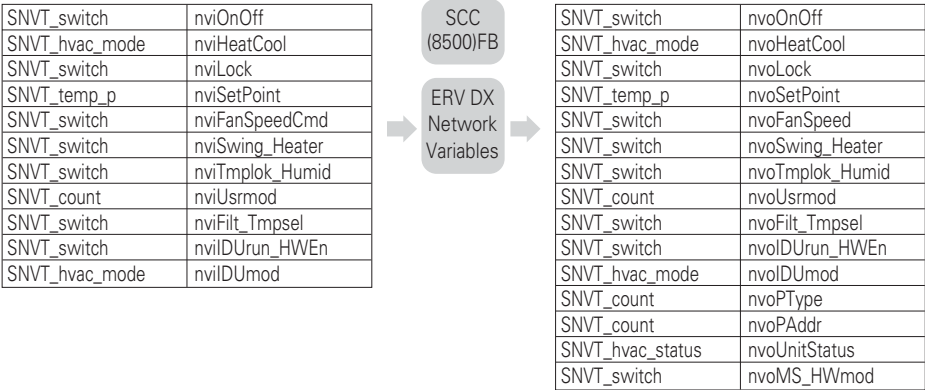 SNVT_switch nviOnOff
SNVT_hvac_mode nviHeatCool
SNVT_switch nviLock
SNVT_temp_p nviSetPoint
SNVT_switch nviFanSpeedCmd
SNVT_switch nviSwing_Heater
SNVT_switch nviTmplok_Humid
SNVT_count nviUsrmod
SNVT_switch nviFilt_Tmpsel
SNVT_switch nviIDUrun_HWEn
SNVT_hvac_mode nviIDUmod
SCC
(8500)FB
ERV DX
Network
Variables
SNVT_switch nvoOnOff
SNVT_hvac_mode nvoHeatCool
SNVT_switch nvoLock
SNVT_temp_p nvoSetPoint
SNVT_switch nvoFanSpeed
SNVT_switch nvoSwing_Heater
SNVT_switch nvoTmplok_Humid
SNVT_count nvoUsrmod
SNVT_switch nvoFilt_Tmpsel
SNVT_switch nvoIDUrun_HWEn
SNVT_hvac_mode nvoIDUmod
SNVT_count nvoPType
SNVT_count nvoPAddr
SNVT_hvac_status nvoUnitStatus
SNVT_switch nvoMS_HWmod